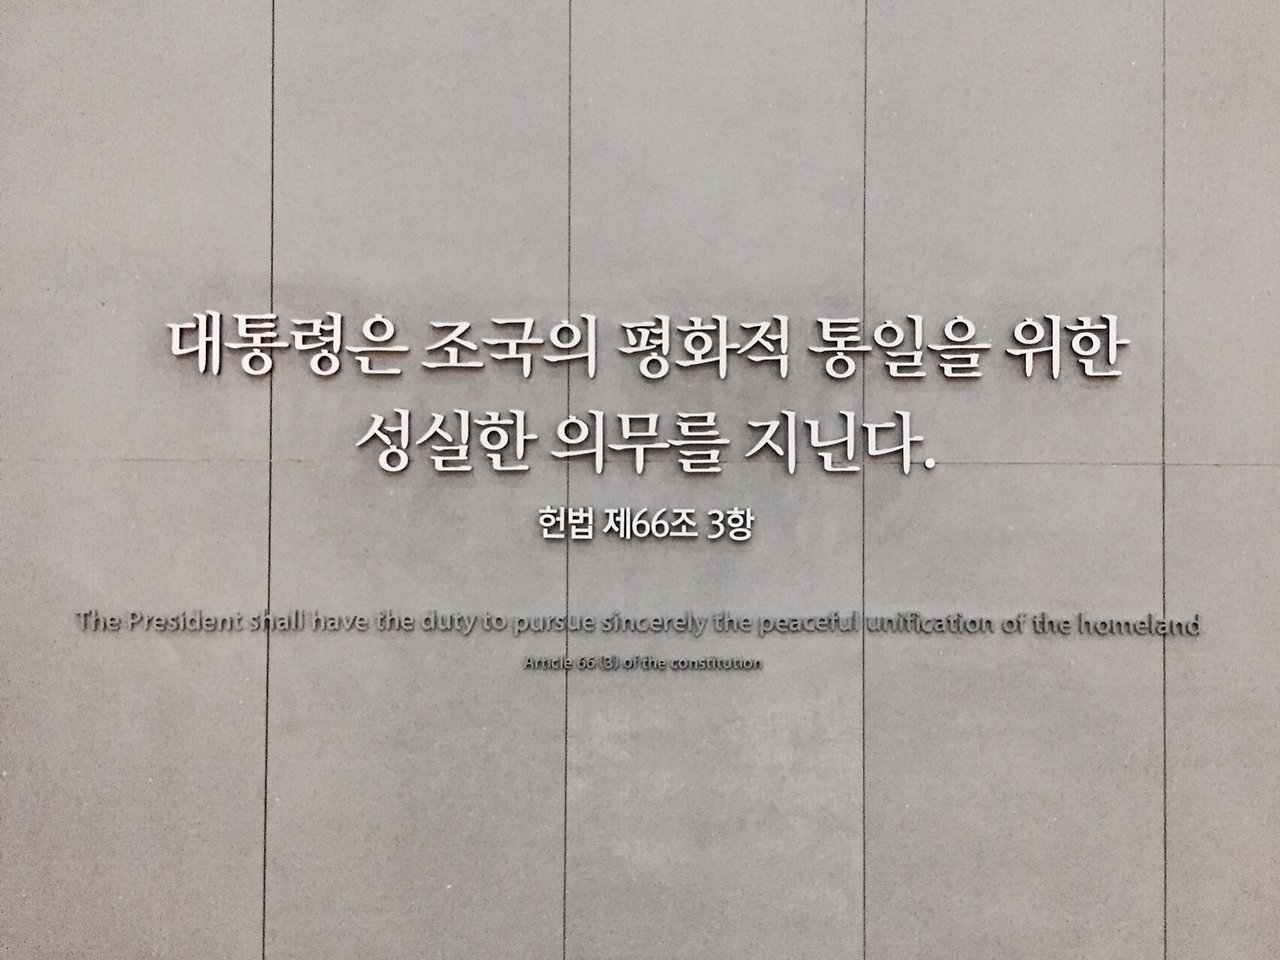 대통령은 조국의 평화적 통일을 위한
성실한 의무를 지닌다.
헌법 제66조 3항
The President shall have the duty to pursue sincerely the peaceful unification of the homeland
Article 66 (3) of the constitution